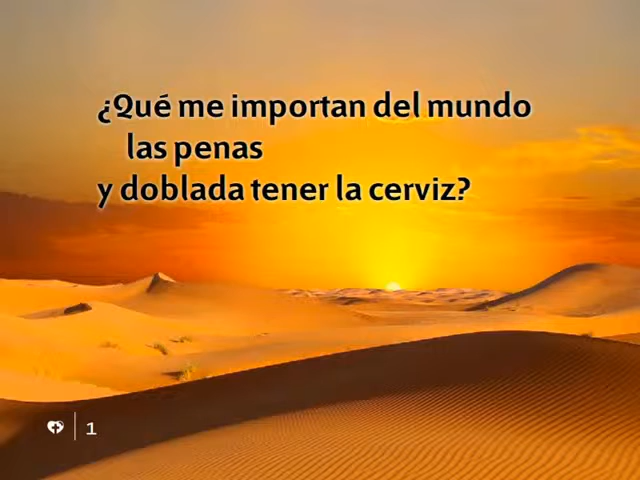 ¿Qué me importan del mundo
las penas
y doblada tener la cerviz?
1